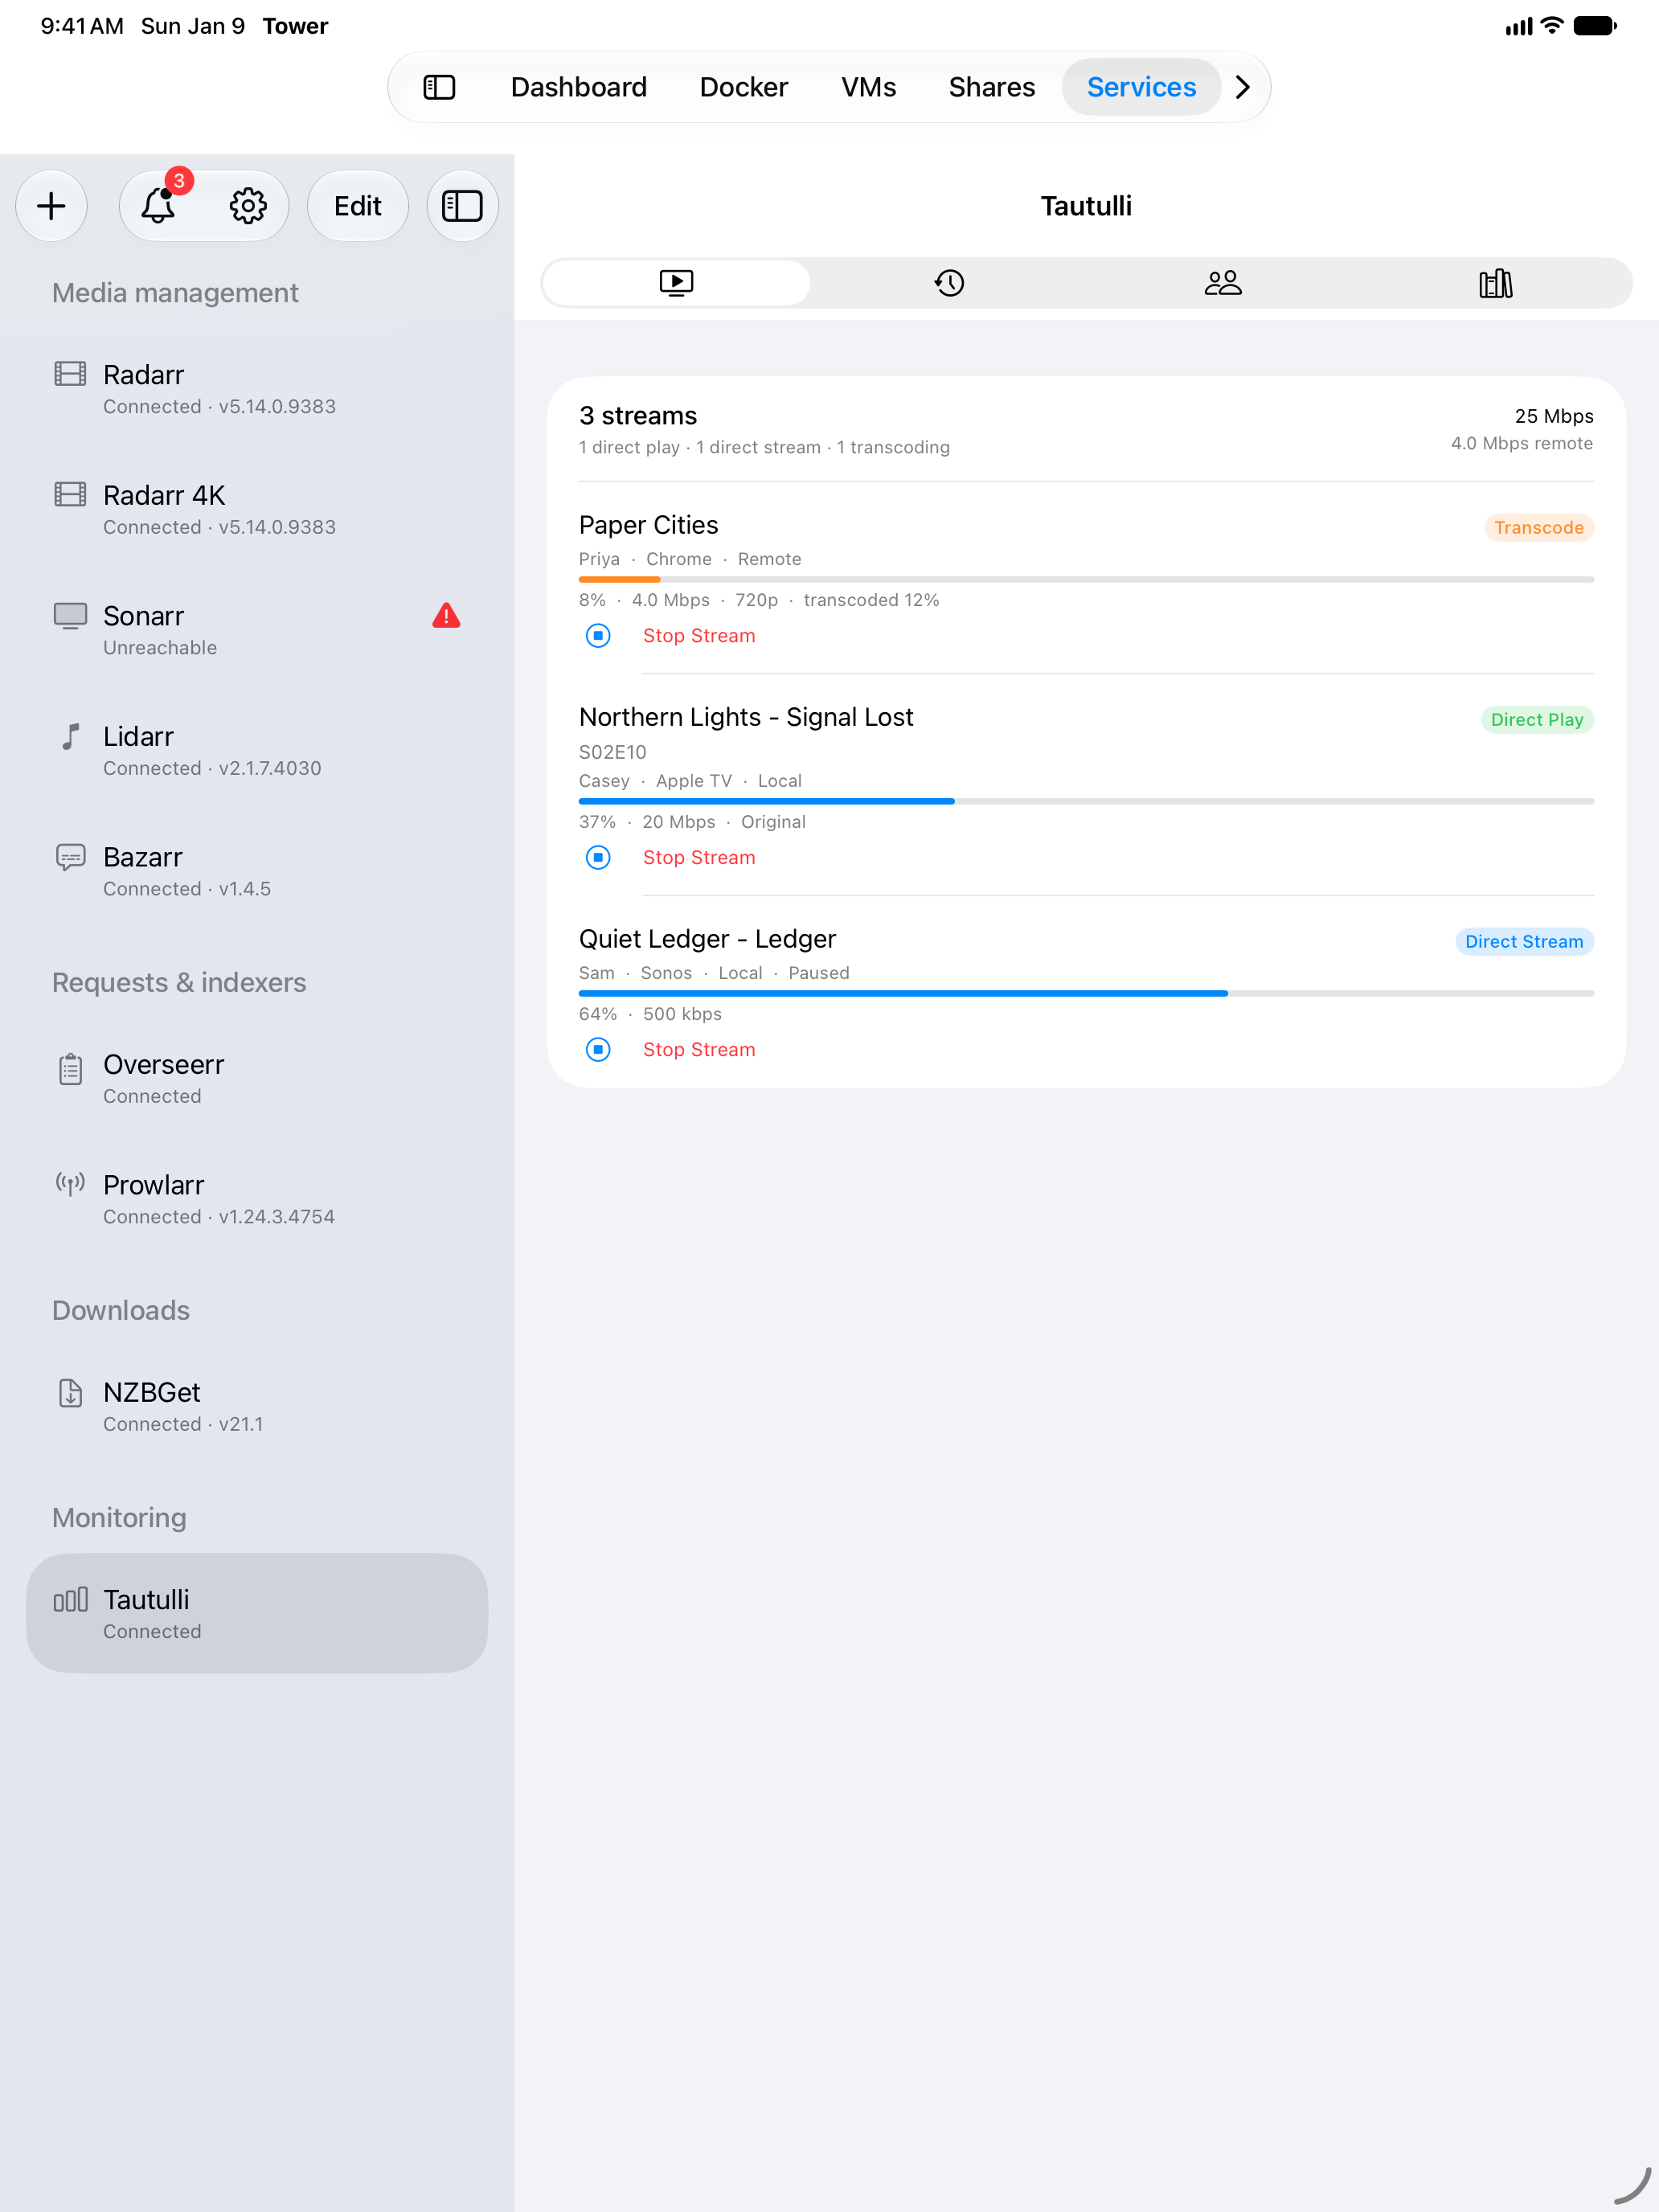 9:41 AM Sun Jan 9 Tower
Dashboard Docker VMs Shares Services
3
Edit
Media management
Radarr
Connected · v5.14.0.9383
Radarr 4K
Connected · v5.14.0.9383
Sonarr
Unreachable
Lidarr
Connected · v2.1.7.4030
Bazarr
Connected · v1.4.5
Requests & indexers
Overseerr
Connected
Prowlarr
Connected · v1.24.3.4754
Downloads
NZBGet
Connected · v21.1
Monitoring
Tautulli
Connected
Tautulli
3 streams
25 Mbps
1 direct play · 1 direct stream · 1 transcoding
4.0 Mbps remote
Paper Cities
Transcode
Priya · Chrome · Remote
8% · 4.0 Mbps · 720p · transcoded 12%
Stop Stream
Northern Lights - Signal Lost
Direct Play
S02E10
Casey · Apple TV · Local
37% · 20 Mbps · Original
Stop Stream
Quiet Ledger - Ledger
Direct Stream
Sam · Sonos · Local · Paused
64% · 500 kbps
Stop Stream